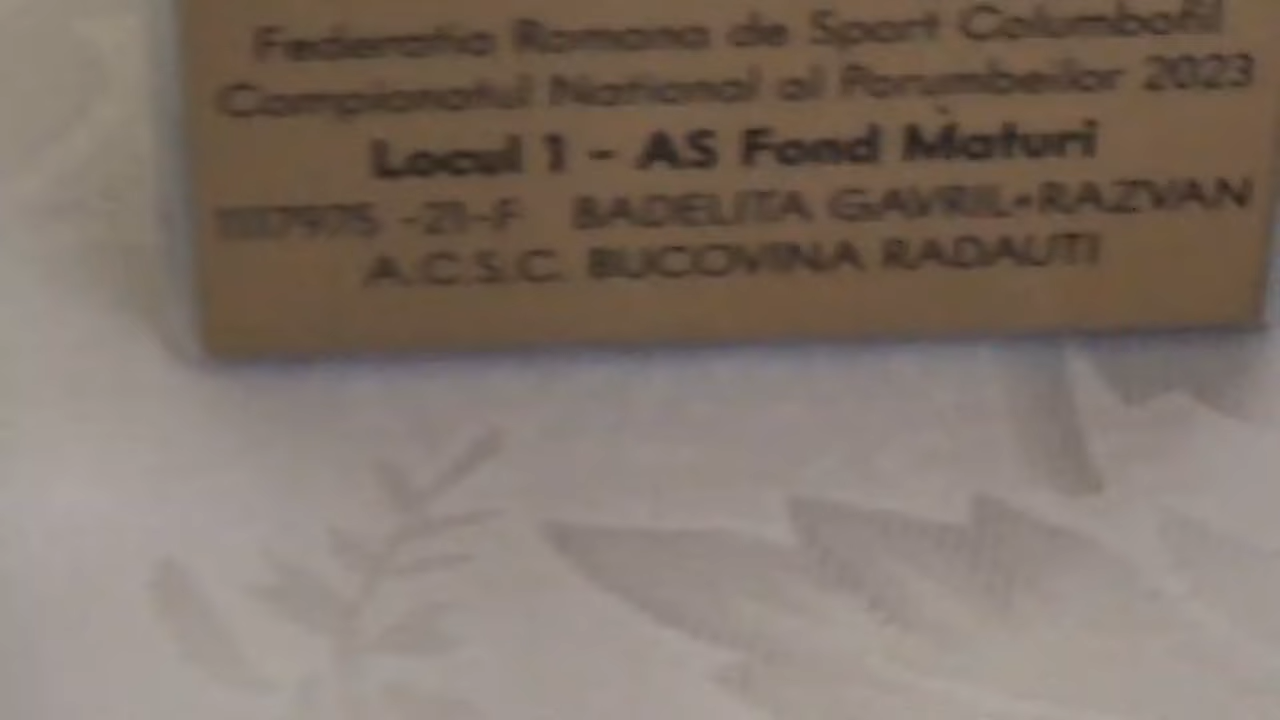 Federatia Romana de Sport Columbofil
Campionatul National al Porumbeilor 2023
Locul 1 - AS Fond Maturi
-21-F BADELITA GAVRIL+RAZVAN
A.C.S.C. BUCOVINA RADAUTI